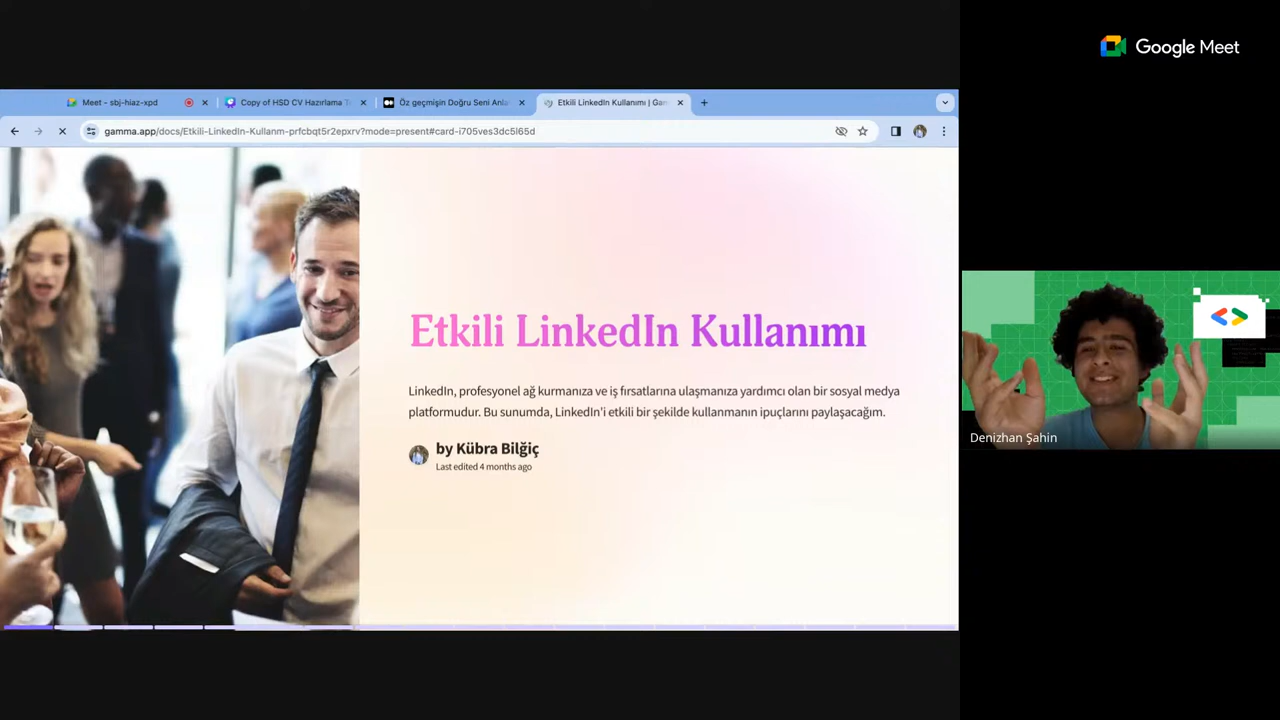 Google Meet
Meet - sbj-hiaz-xpd
Copy of HSD CV Hazırlama T
Öz geçmişin Doğru Seni Anla
Etkili LinkedIn Kullanımı | Gam
gamma.app/docs/Etkili-LinkedIn-Kullanm-prfcbqt5r2epxrv?mode=present#card-i705ves3dc5l65d
Etkili LinkedIn Kullanımı
LinkedIn, profesyonel ağ kurmanıza ve iş fırsatlarına ulaşmanıza yardımcı olan bir sosyal medya
platformudur. Bu sunumda, LinkedIn'i etkili bir şekilde kullanmanın ipuçlarını paylaşacağım.
by Kübra Bilğiç
Last edited 4 months ago
Denizhan Şahin